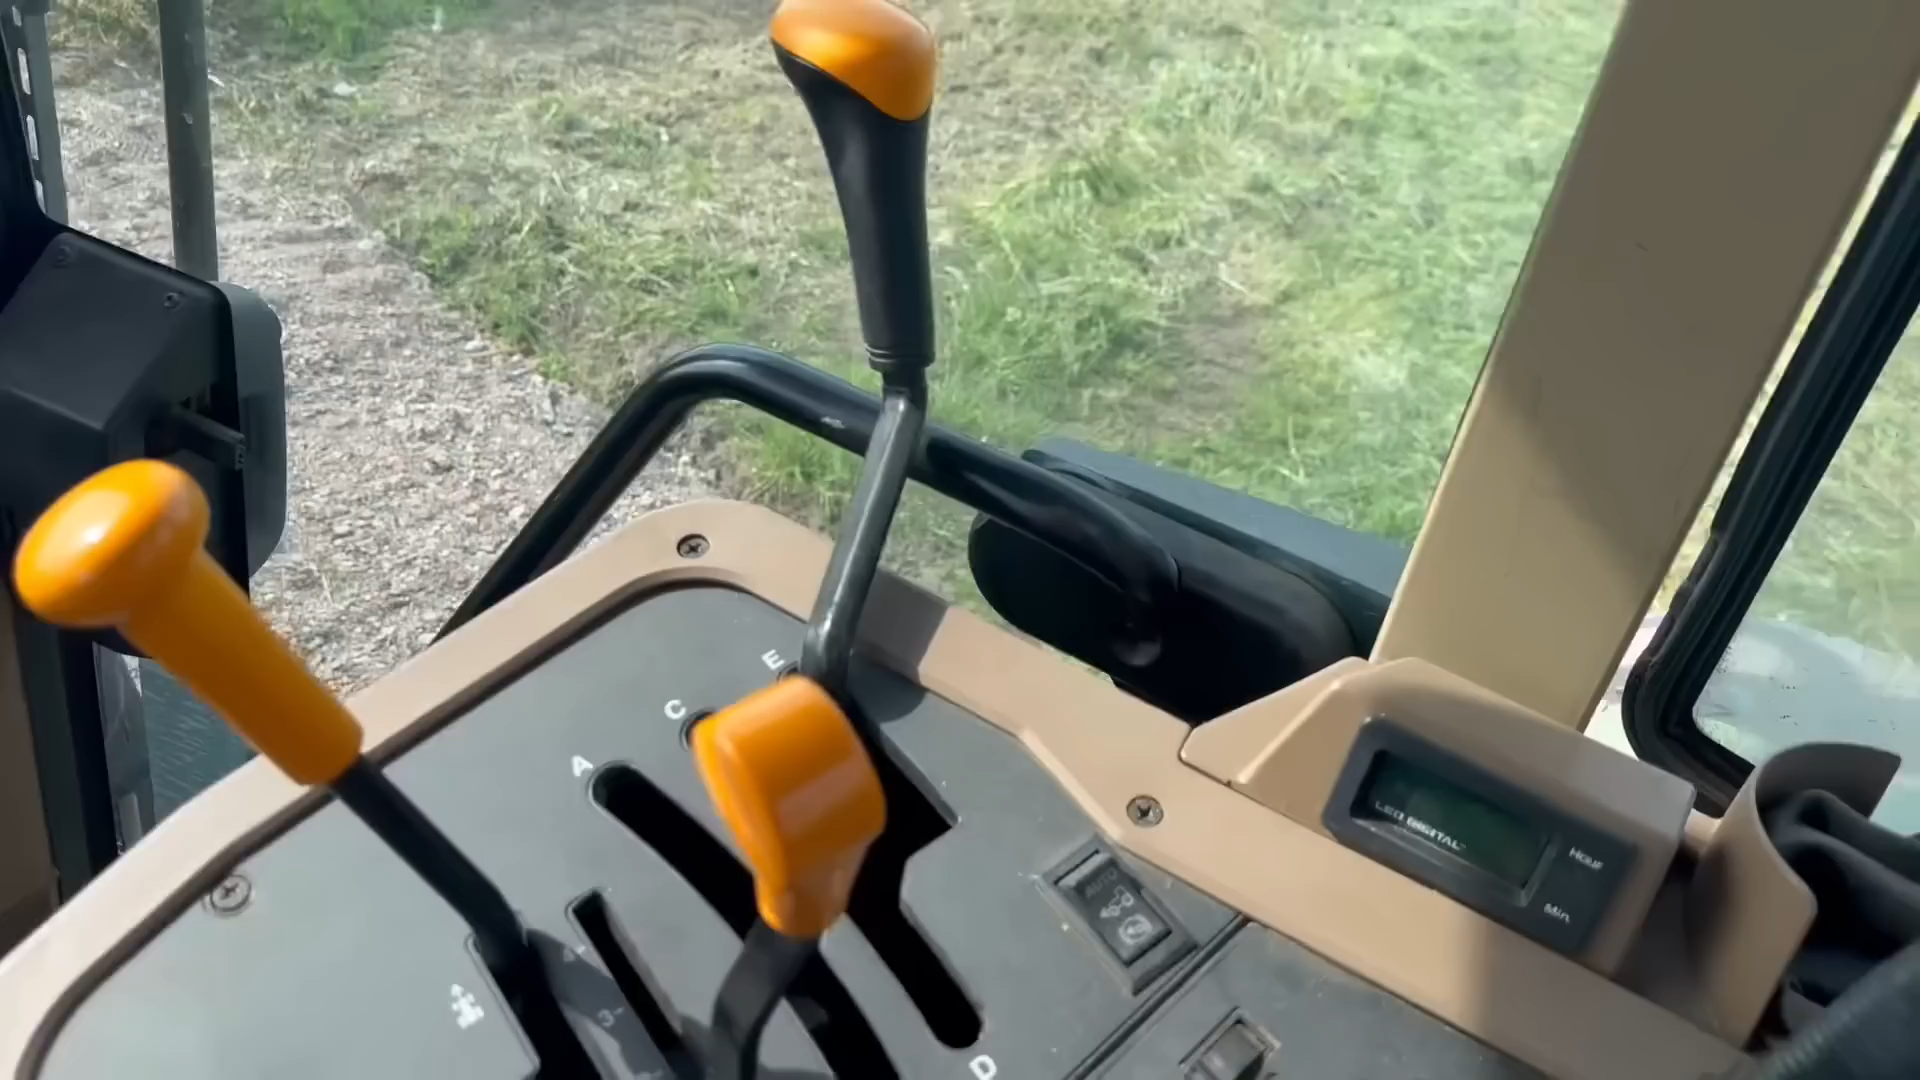 E
C
A
LED DIGITAL
HOUR
Min.
AUTO
3-
D